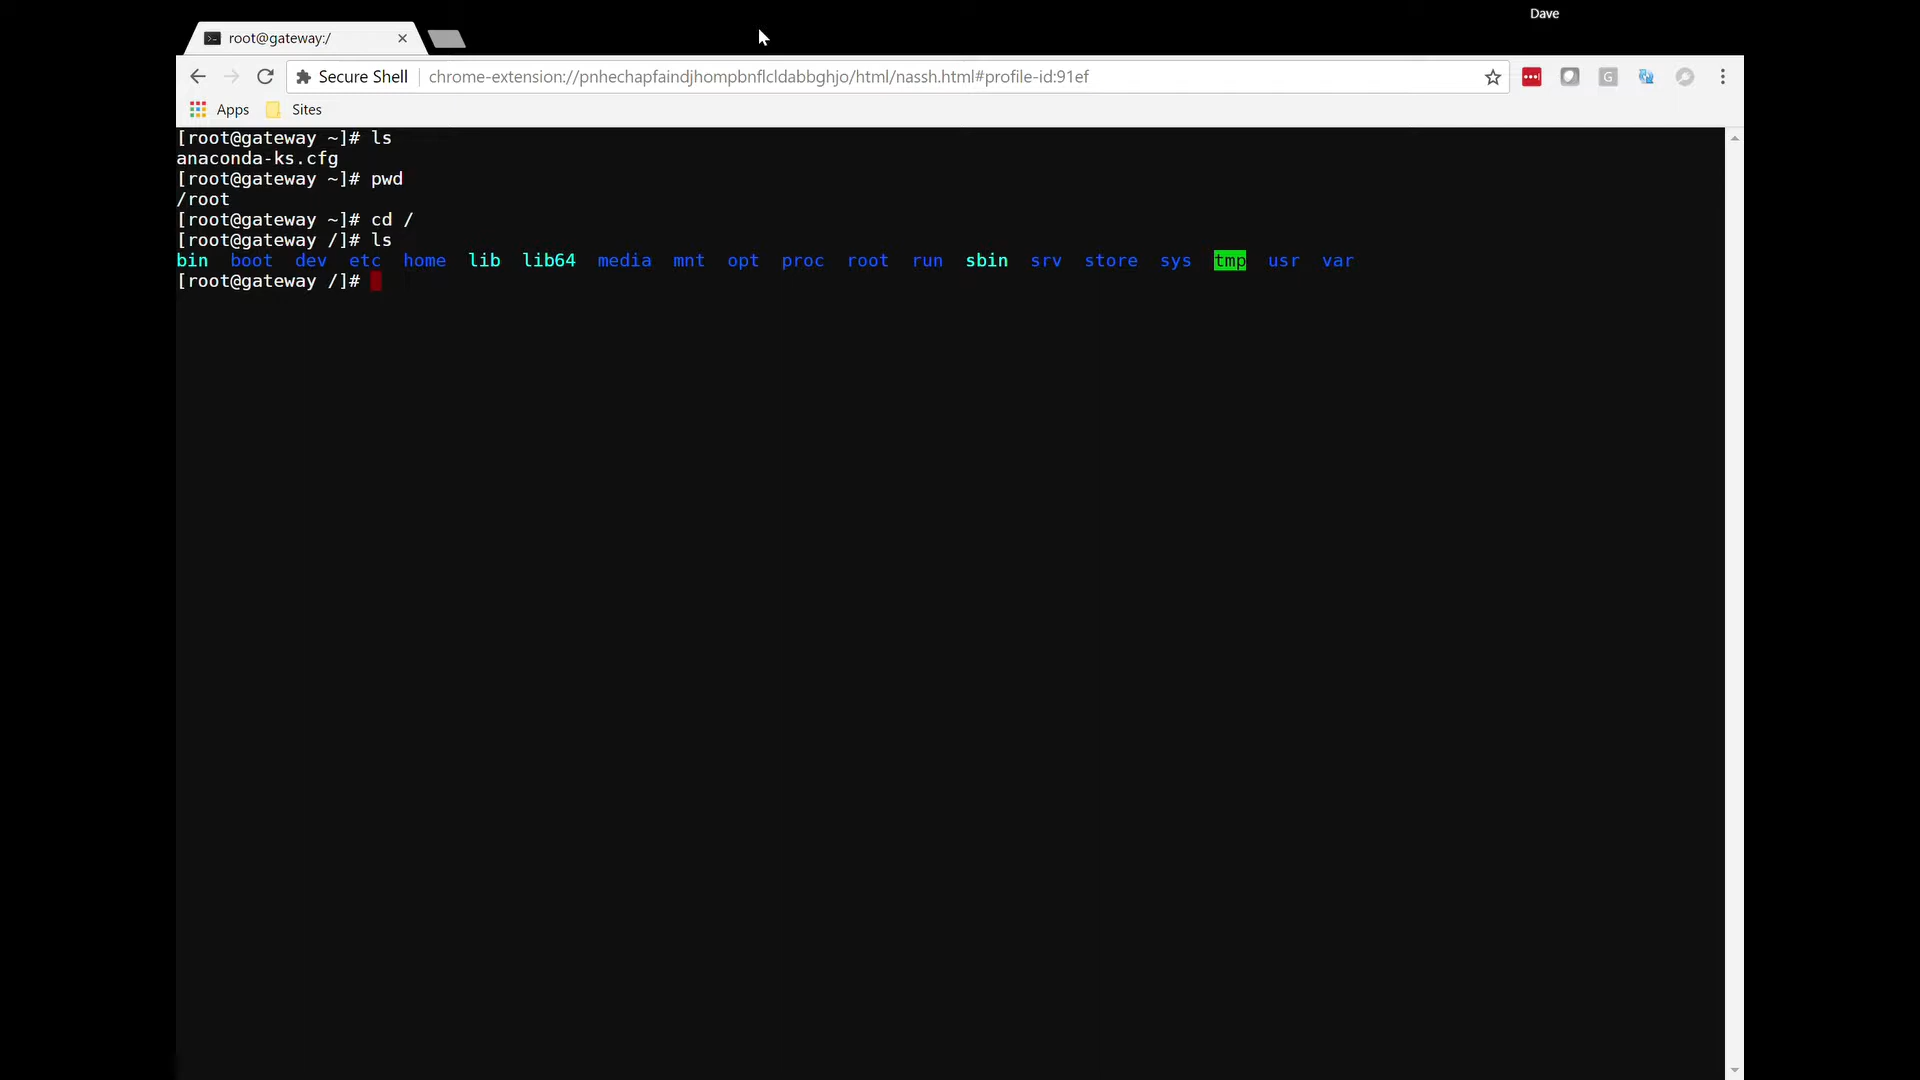 Dave
root@gateway:/
Secure Shell chrome-extension://pnhechapfaindjhompbnflcldabbghjo/html/nassh.html#profile-id:91ef
G
Apps Sites
[root@gateway ~]# ls
anaconda-ks.cfg
[root@gateway ~]# pwd
/root
[root@gateway ~]# cd /
[root@gateway /]# ls
bin boot dev etc home lib lib64 media mnt opt proc root run sbin srv store sys tmp usr var
[root@gateway /]#